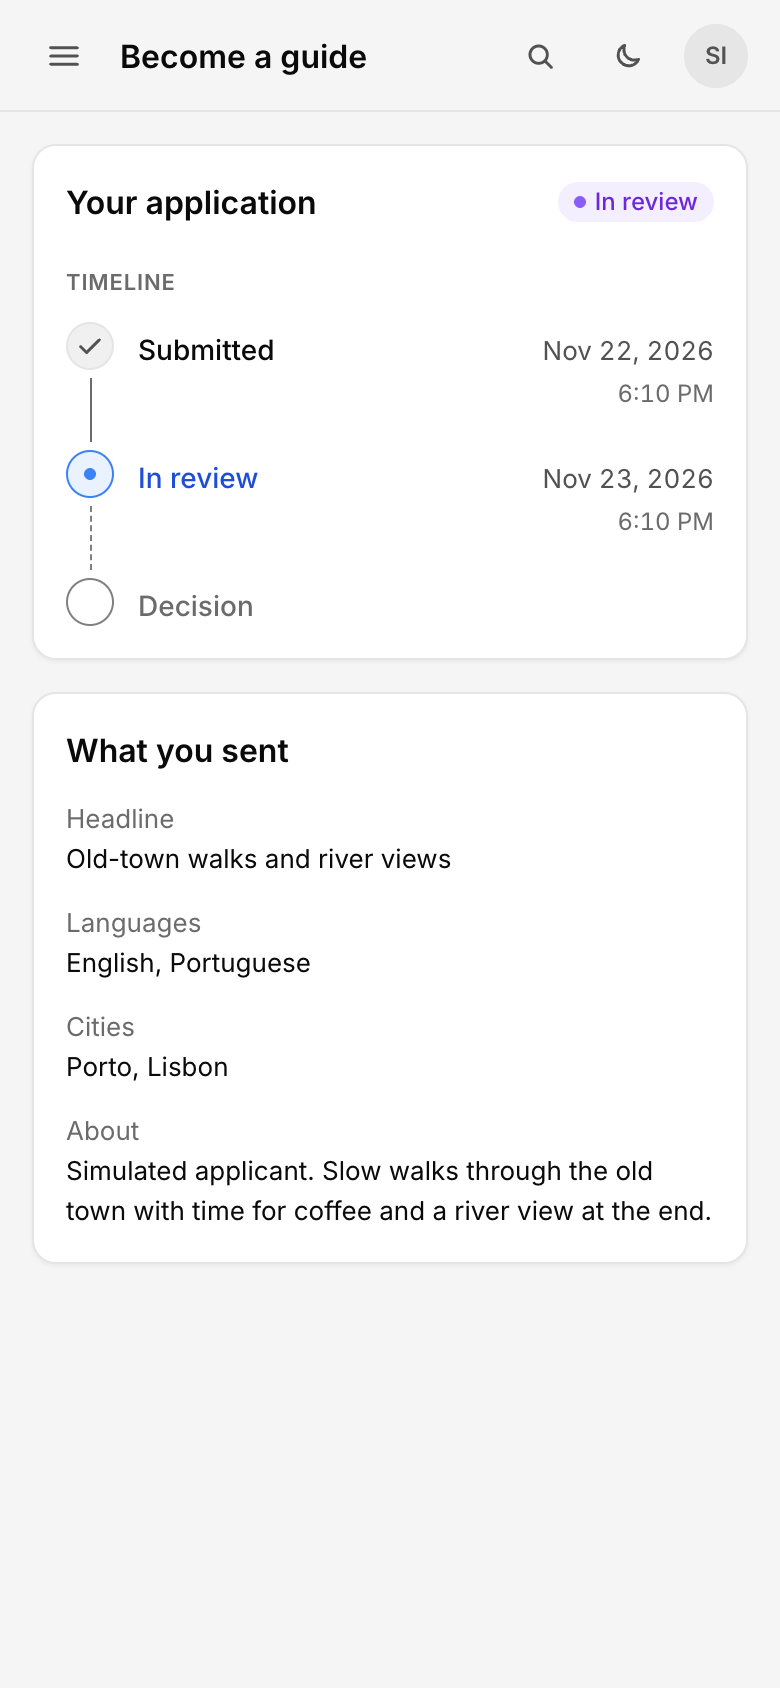 Become a guide
SI
Your application
In review
TIMELINE
Submitted
Nov 22, 2026
6:10 PM
In review
Nov 23, 2026
6:10 PM
Decision
What you sent
Headline
Old-town walks and river views
Languages
English, Portuguese
Cities
Porto, Lisbon
About
Simulated applicant. Slow walks through the old
town with time for coffee and a river view at the end.